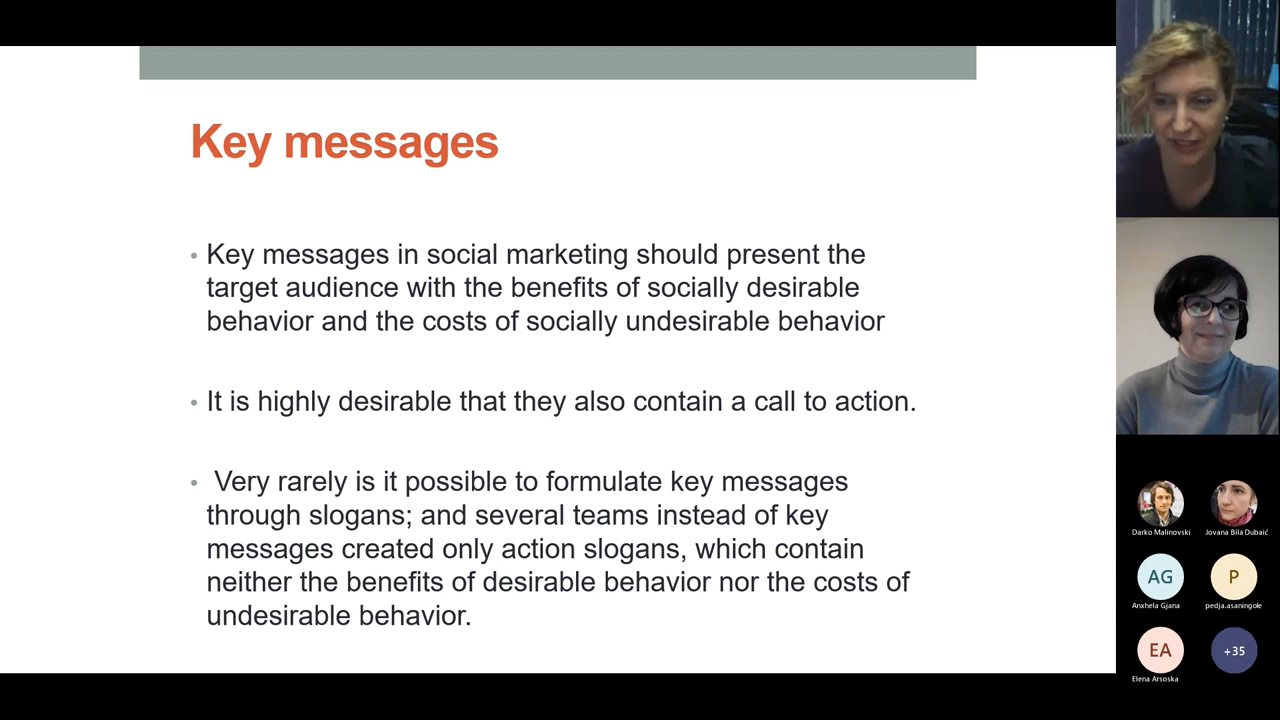 Key messages
• Key messages in social marketing should present the
target audience with the benefits of socially desirable
behavior and the costs of socially undesirable behavior
• It is highly desirable that they also contain a call to action.
• Very rarely is it possible to formulate key messages
through slogans; and several teams instead of key
messages created only action slogans, which contain
neither the benefits of desirable behavior nor the costs of
undesirable behavior.
Darko Malinovski
Jovana Bila Dubaić
AG
P
Anxhela Gjana
pedja.asaningole
EA
+35
Elena Arsoska